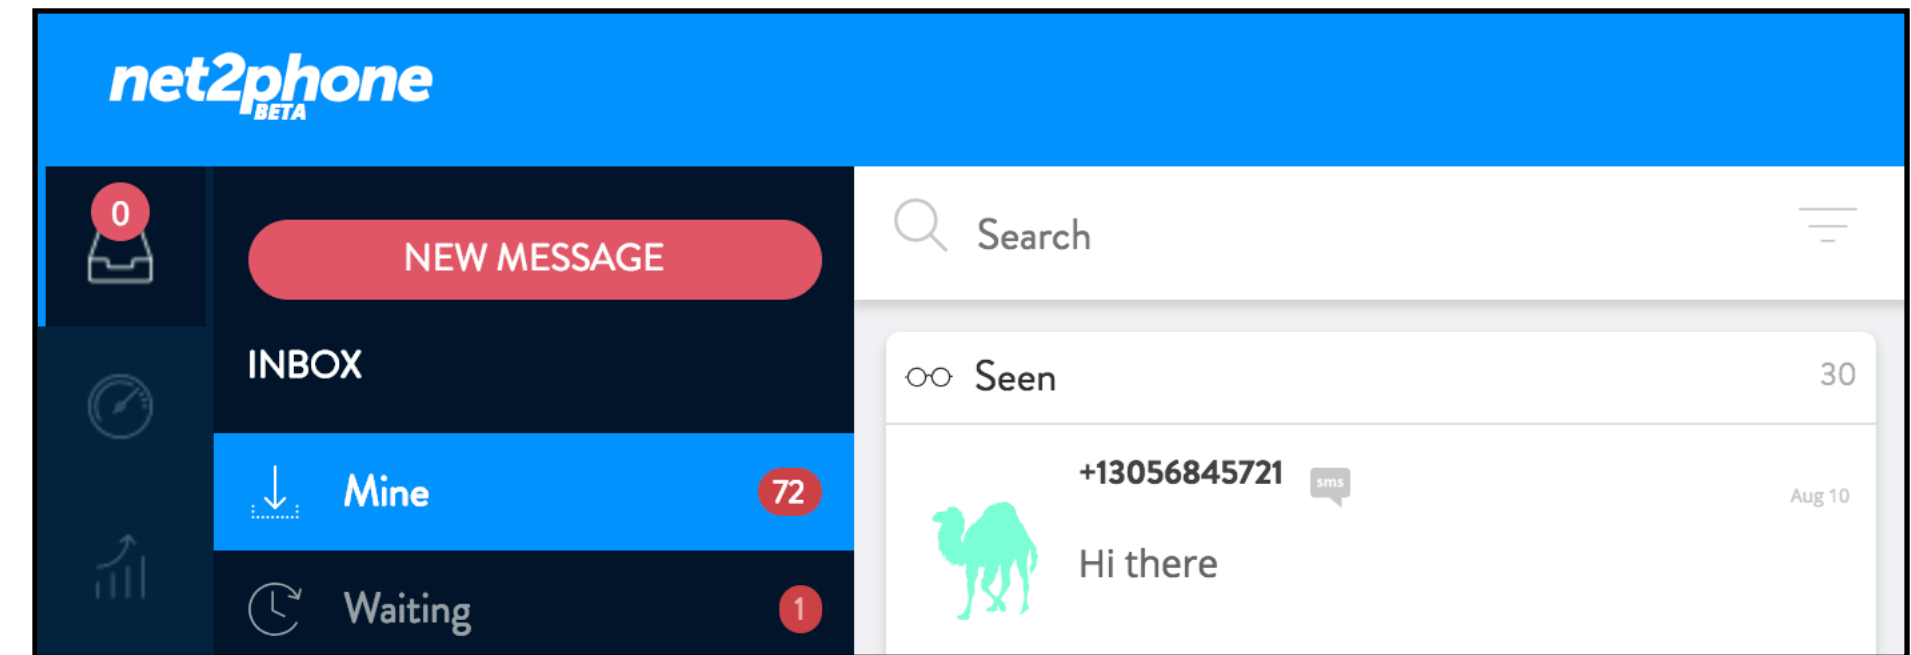 net2phone
BETA
0
NEW MESSAGE
INBOX
Mine 72
Waiting 1
Search
Seen 30
+13056845721 sms Aug 10
Hi there